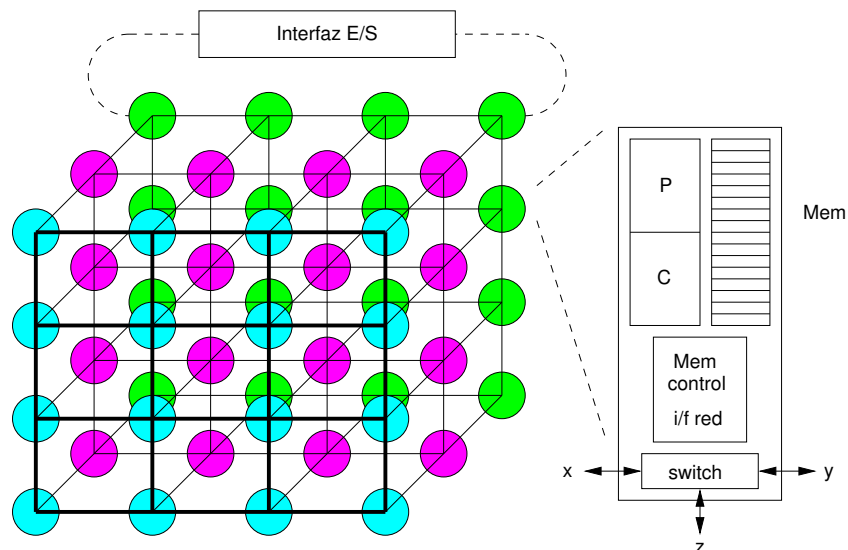 Interfaz E/S
P
Mem
C
Mem
control
i/f red
x
switch
y
z